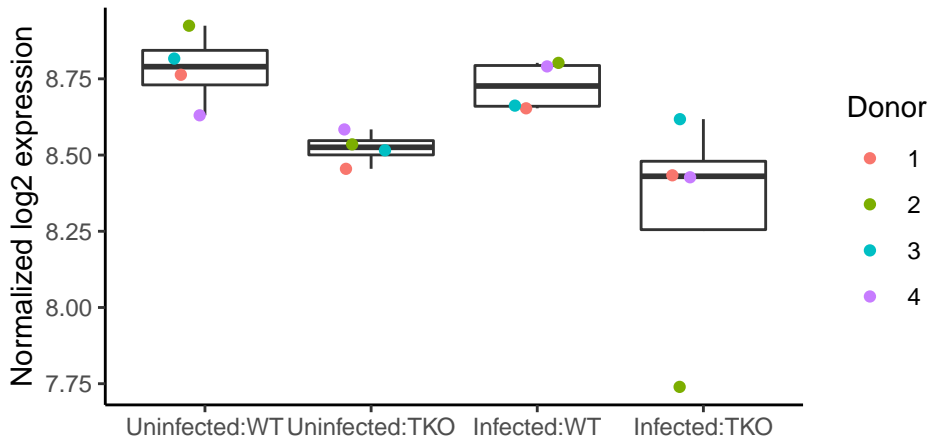 Normalized log2 expression
8.75
8.50
8.25
8.00
7.75
Uninfected:WT
Uninfected:TKO
Infected:WT
Infected:TKO
Donor
1
2
3
4